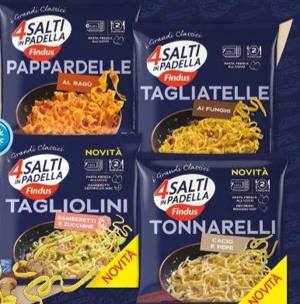 i Grandi Classici
4 SALTI
IN PADELLA
Findus
PAPPARDELLE
AL RAGÙ
i Grandi Classici
4 SALTI
IN PADELLA
Findus
TAGLIATELLE
AI FUNGHI
i Grandi Classici
4 SALTI
IN PADELLA
Findus
NOVITÀ
TAGLIOLINI
GAMBERETTI
E ZUCCHINE
NOVITÀ
4 SALTI
IN PADELLA
Findus
NOVITÀ
TONNARELLI
CACIO E PEPE
NOVITÀ